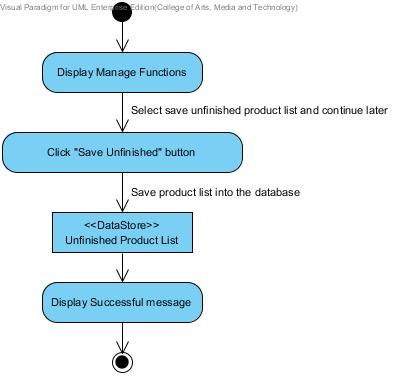 Visual Paradigm for UML Enterprise Edition(College of Arts, Media and Technology)
Display Manage Functions
Select save unfinished product list and continue later
Click "Save Unfinished" button
Save product list into the database
<<DataStore>>
Unfinished Product List
Display Successful message